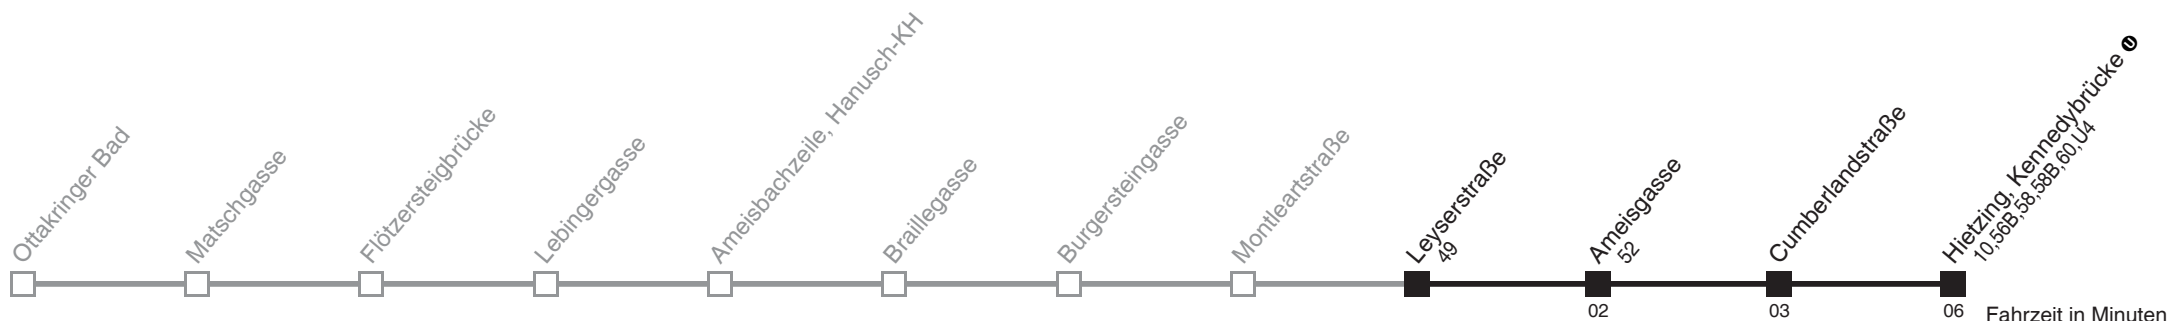 Ottakringer Bad
Matschgasse
Flötzersteigbrücke
Lebingergasse
Ameisbachzeile, Hanusch-KH
Braillegasse
Burgersteingasse
Montleartstraße
Leyserstraße
49
Ameisgasse
52
Cumberlandstraße
Hietzing, Kennedybrücke U
10,56B,58,58B,60,U4
02
03
06
Fahrzeit in Minuten